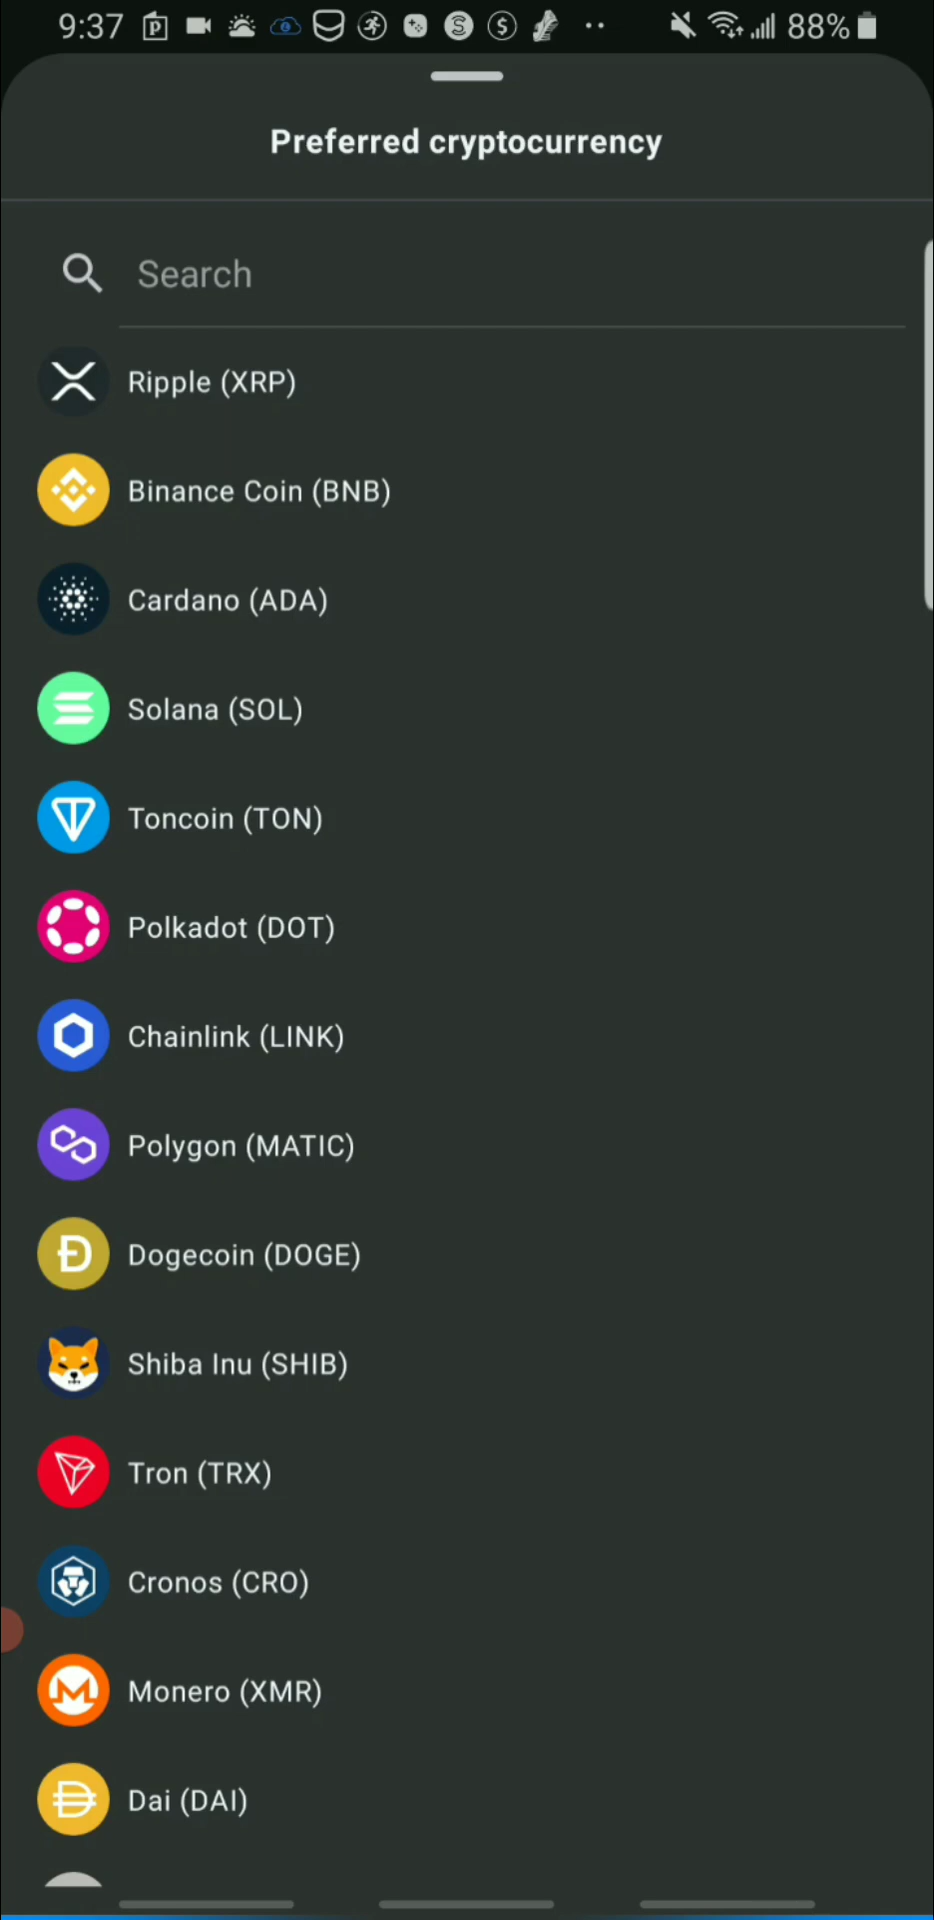 9:37 88%
Preferred cryptocurrency
Search
Ripple (XRP)
Binance Coin (BNB)
Cardano (ADA)
Solana (SOL)
Toncoin (TON)
Polkadot (DOT)
Chainlink (LINK)
Polygon (MATIC)
Dogecoin (DOGE)
Shiba Inu (SHIB)
Tron (TRX)
Cronos (CRO)
Monero (XMR)
Dai (DAI)